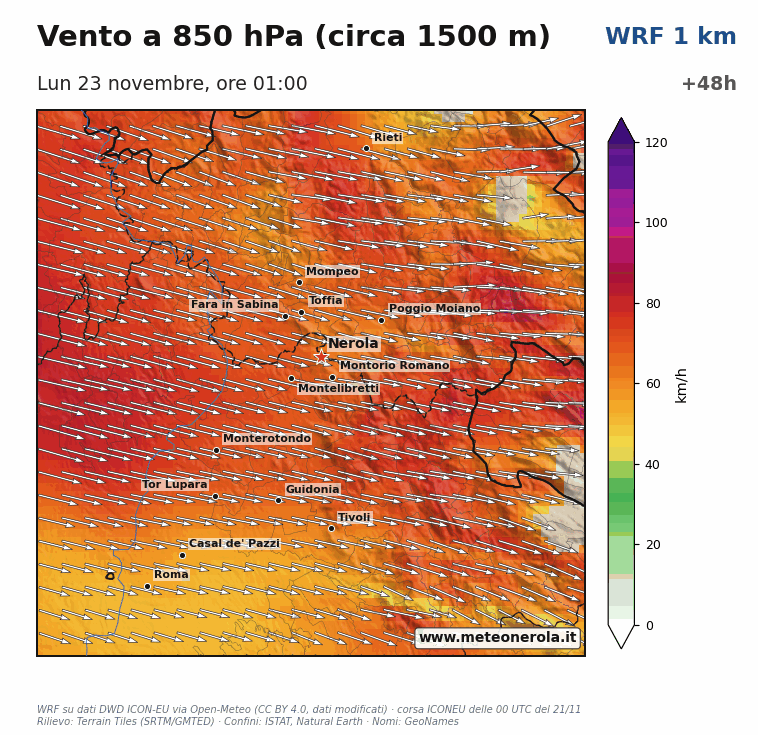 Vento a 850 hPa (circa 1500 m)
WRF 1 km
Lun 23 novembre, ore 01:00
+48h
Rieti
Mompeo
Fara in Sabina
Toffia
Poggio Moiano
Nerola
Montorio Romano
Montelibretti
Monterotondo
Tor Lupara
Guidonia
Tivoli
Casal de' Pazzi
Roma
www.meteonerola.it
120
100
80
60
40
20
0
km/h
WRF su dati DWD ICON-EU via Open-Meteo (CC BY 4.0, dati modificati) · corsa ICONEU delle 00 UTC del 21/11
Rilievo: Terrain Tiles (SRTM/GMTED) · Confini: ISTAT, Natural Earth · Nomi: GeoNames